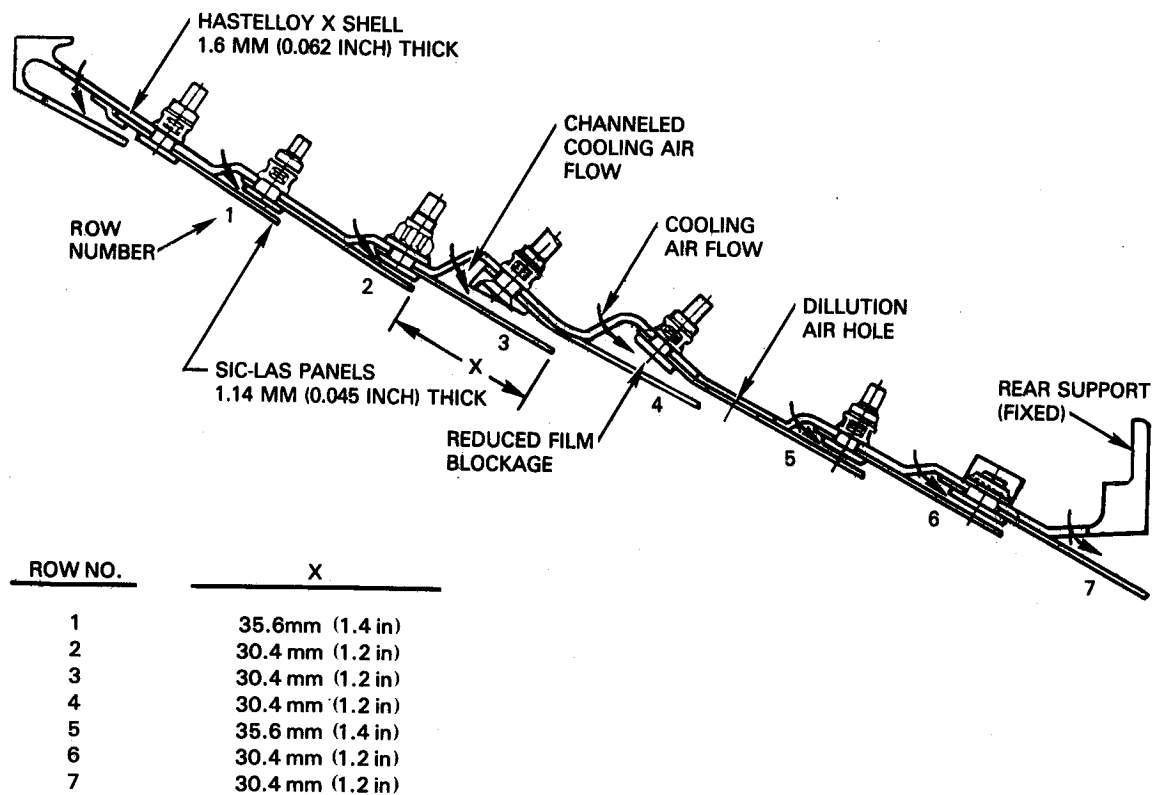 HASTELLOY X SHELL
1.6 MM (0.062 INCH) THICK
CHANNELED
COOLING AIR
FLOW
COOLING
AIR FLOW
ROW
NUMBER
1
2
3
X
4
5
6
7
DILLUTION
AIR HOLE
SIC-LAS PANELS
1.14 MM (0.045 INCH) THICK
REDUCED FILM
BLOCKAGE
REAR SUPPORT
(FIXED)
ROW NO. X
1 35.6mm (1.4 in)
2 30.4 mm (1.2 in)
3 30.4 mm (1.2 in)
4 30.4 mm (1.2 in)
5 35.6 mm (1.4 in)
6 30.4 mm (1.2 in)
7 30.4 mm (1.2 in)